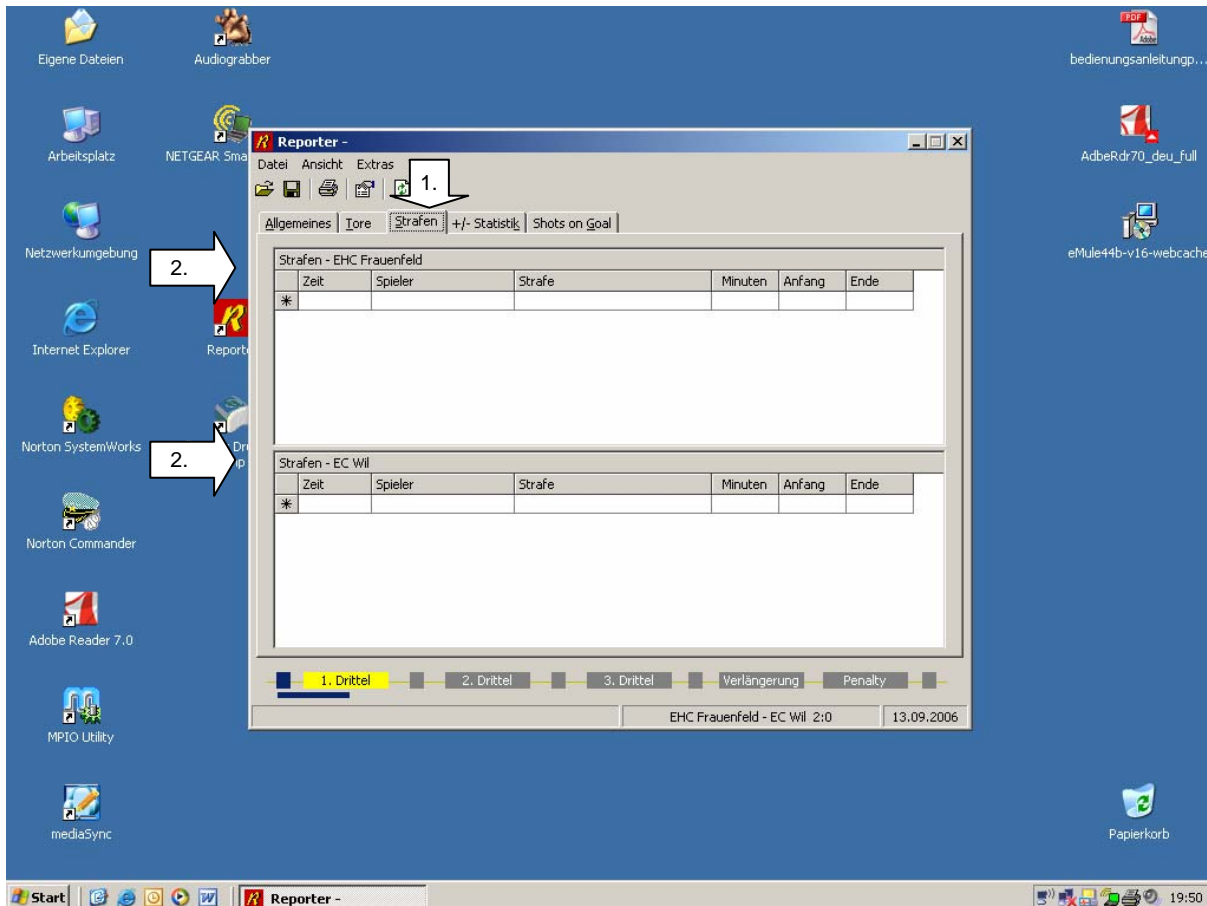 Eigene Dateien
Audiograbber
bedienungsanleitungp...
Arbeitsplatz
NETGEAR Sma
AdbeRdr70_deu_full
Netzwerkumgebung
eMule44b-v16-webcache
Internet Explorer
Reporte
Norton SystemWorks
Dr
p
Norton Commander
Adobe Reader 7.0
MPIO Utility
mediaSync
Papierkorb
Reporter -
Datei Ansicht Extras
1.
Allgemeines Tore Strafen +/- Statistik Shots on Goal
2.
Strafen - EHC Frauenfeld
Zeit Spieler Strafe Minuten Anfang Ende
*
2.
Strafen - EC Wil
Zeit Spieler Strafe Minuten Anfang Ende
*
1. Drittel 2. Drittel 3. Drittel Verlängerung Penalty
EHC Frauenfeld - EC Wil 2:0 13.09.2006
Start Reporter - 19:50